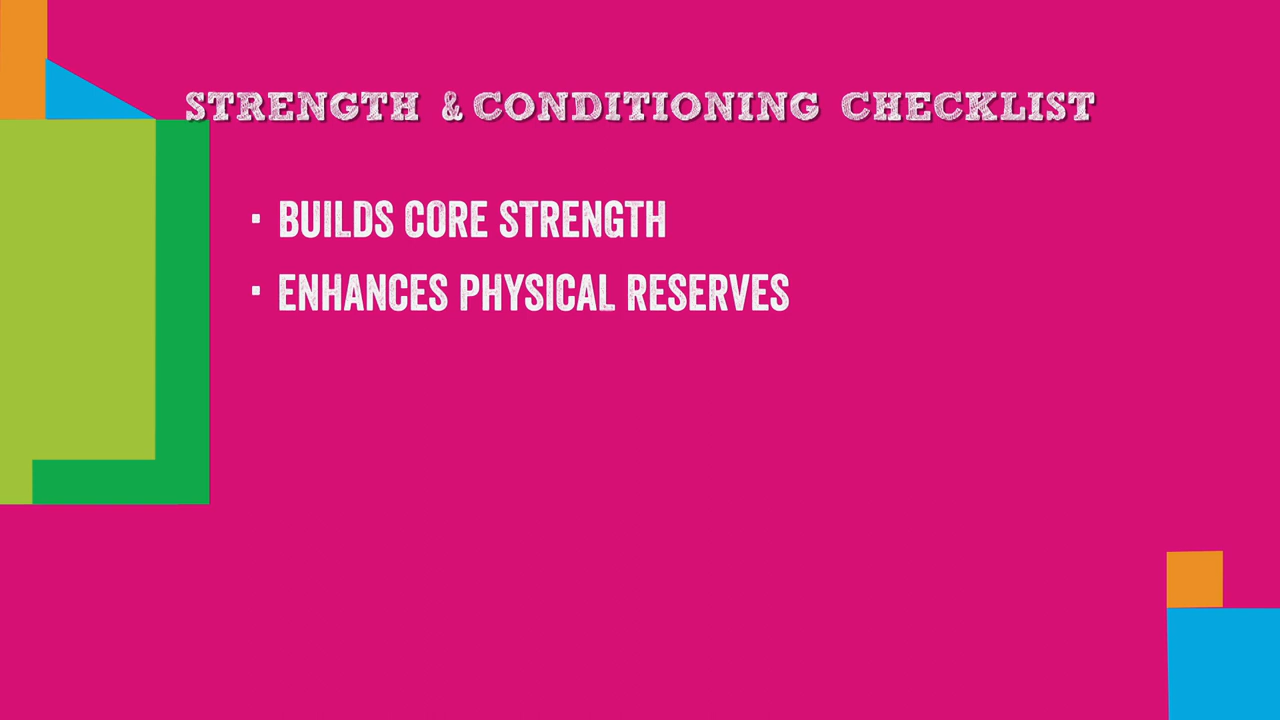 STRENGTH & CONDITIONING CHECKLIST
· BUILDS CORE STRENGTH
· ENHANCES PHYSICAL RESERVES